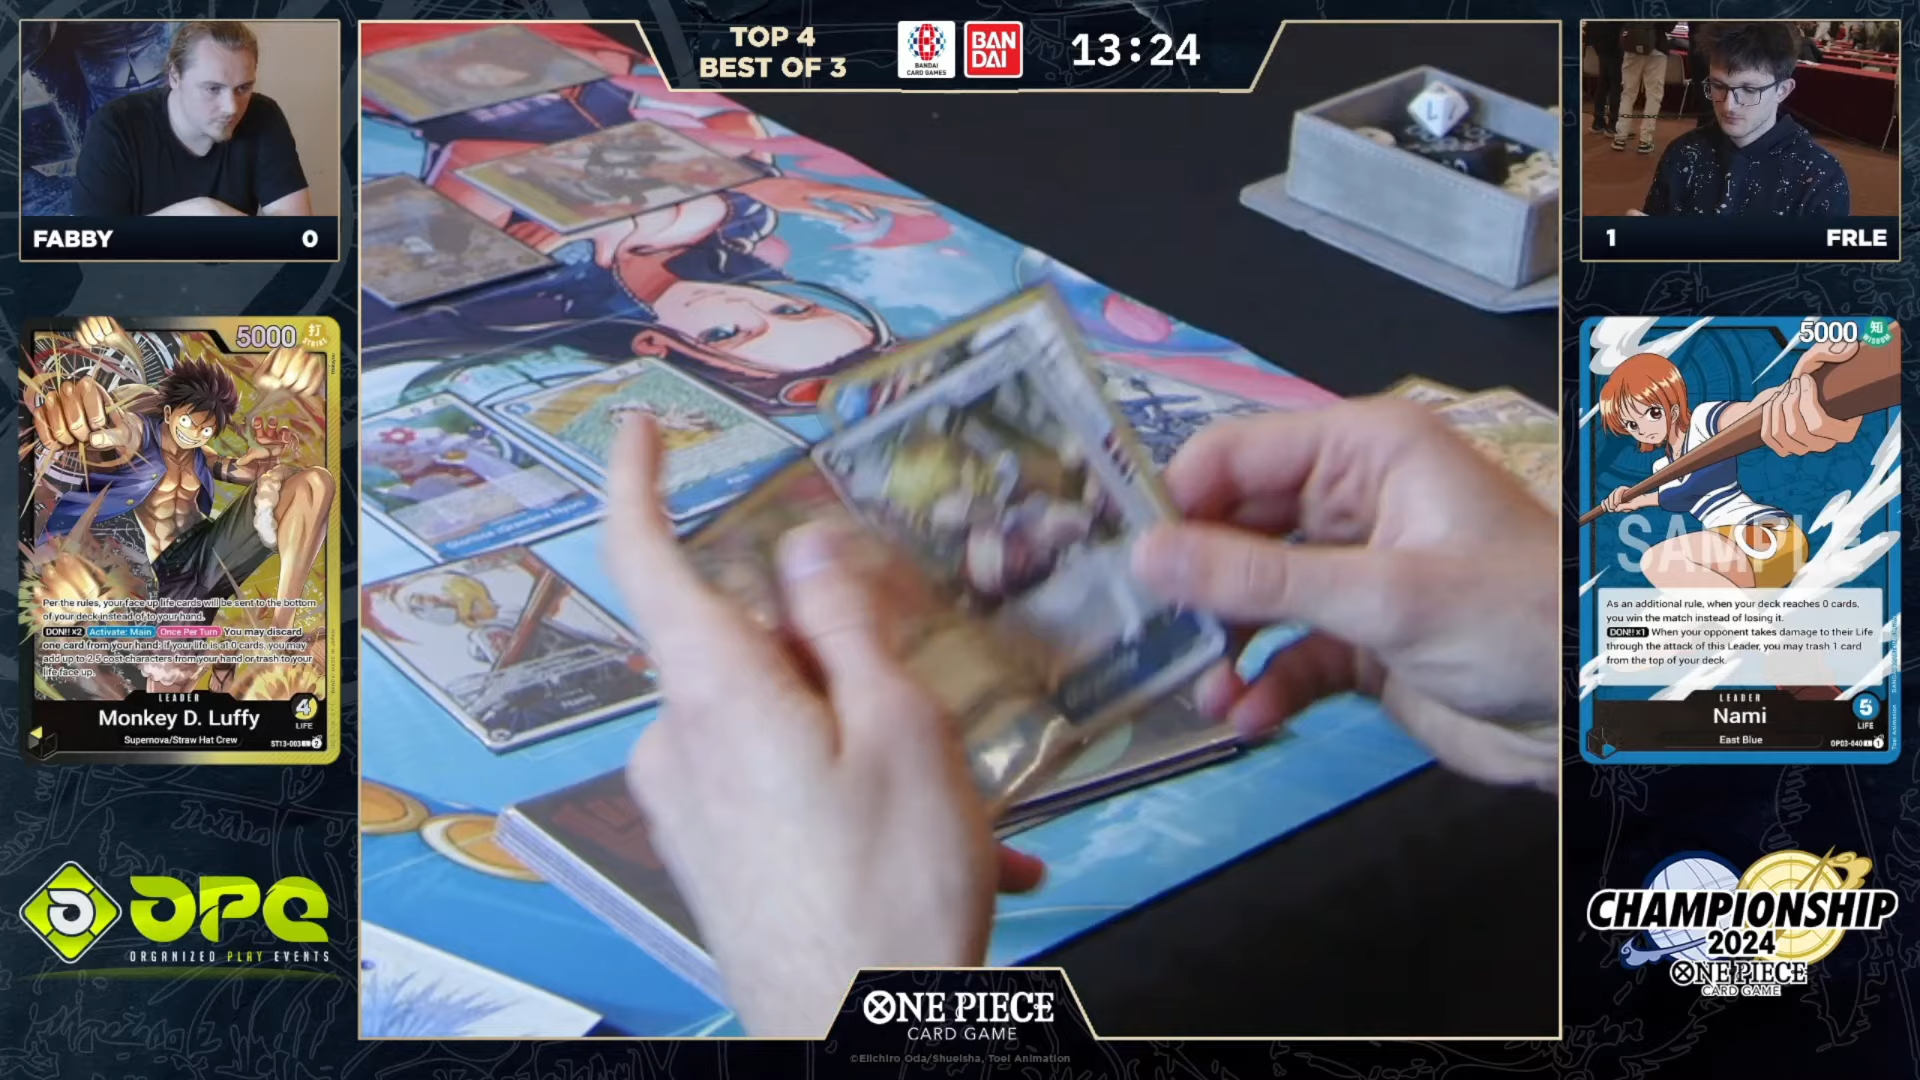 TOP 4
BEST OF 3
BANDAI
CARD GAMES
BAN
DAI
13:24
FABBY
0
1
FRLE
5000
打
STRIKE
Per the rules, your face up life cards will be sent to the bottom
of your deck instead of to your hand.
DON!! x2 Activate: Main Once Per Turn You may discard
one card from your hand: if your life is at 0 cards, you may
add up to 2 5 cost characters from your hand or trash to your
life face up.
LEADER
Monkey D. Luffy
Supernova/Straw Hat Crew
4
LIFE
ST13-003
5000
知
WISDOM
SAMPLE
As an additional rule, when your deck reaches 0 cards,
you win the match instead of losing it.
DON!! x1 When your opponent takes damage to their Life
through the attack of this Leader, you may trash 1 card
from the top of your deck.
LEADER
Nami
East Blue
5
LIFE
OP03-040
OPE
ORGANIZED PLAY EVENTS
CHAMPIONSHIP
2024
ONE PIECE
CARD GAME
ONE PIECE
CARD GAME
©Eiichiro Oda/Shueisha, Toei Animation